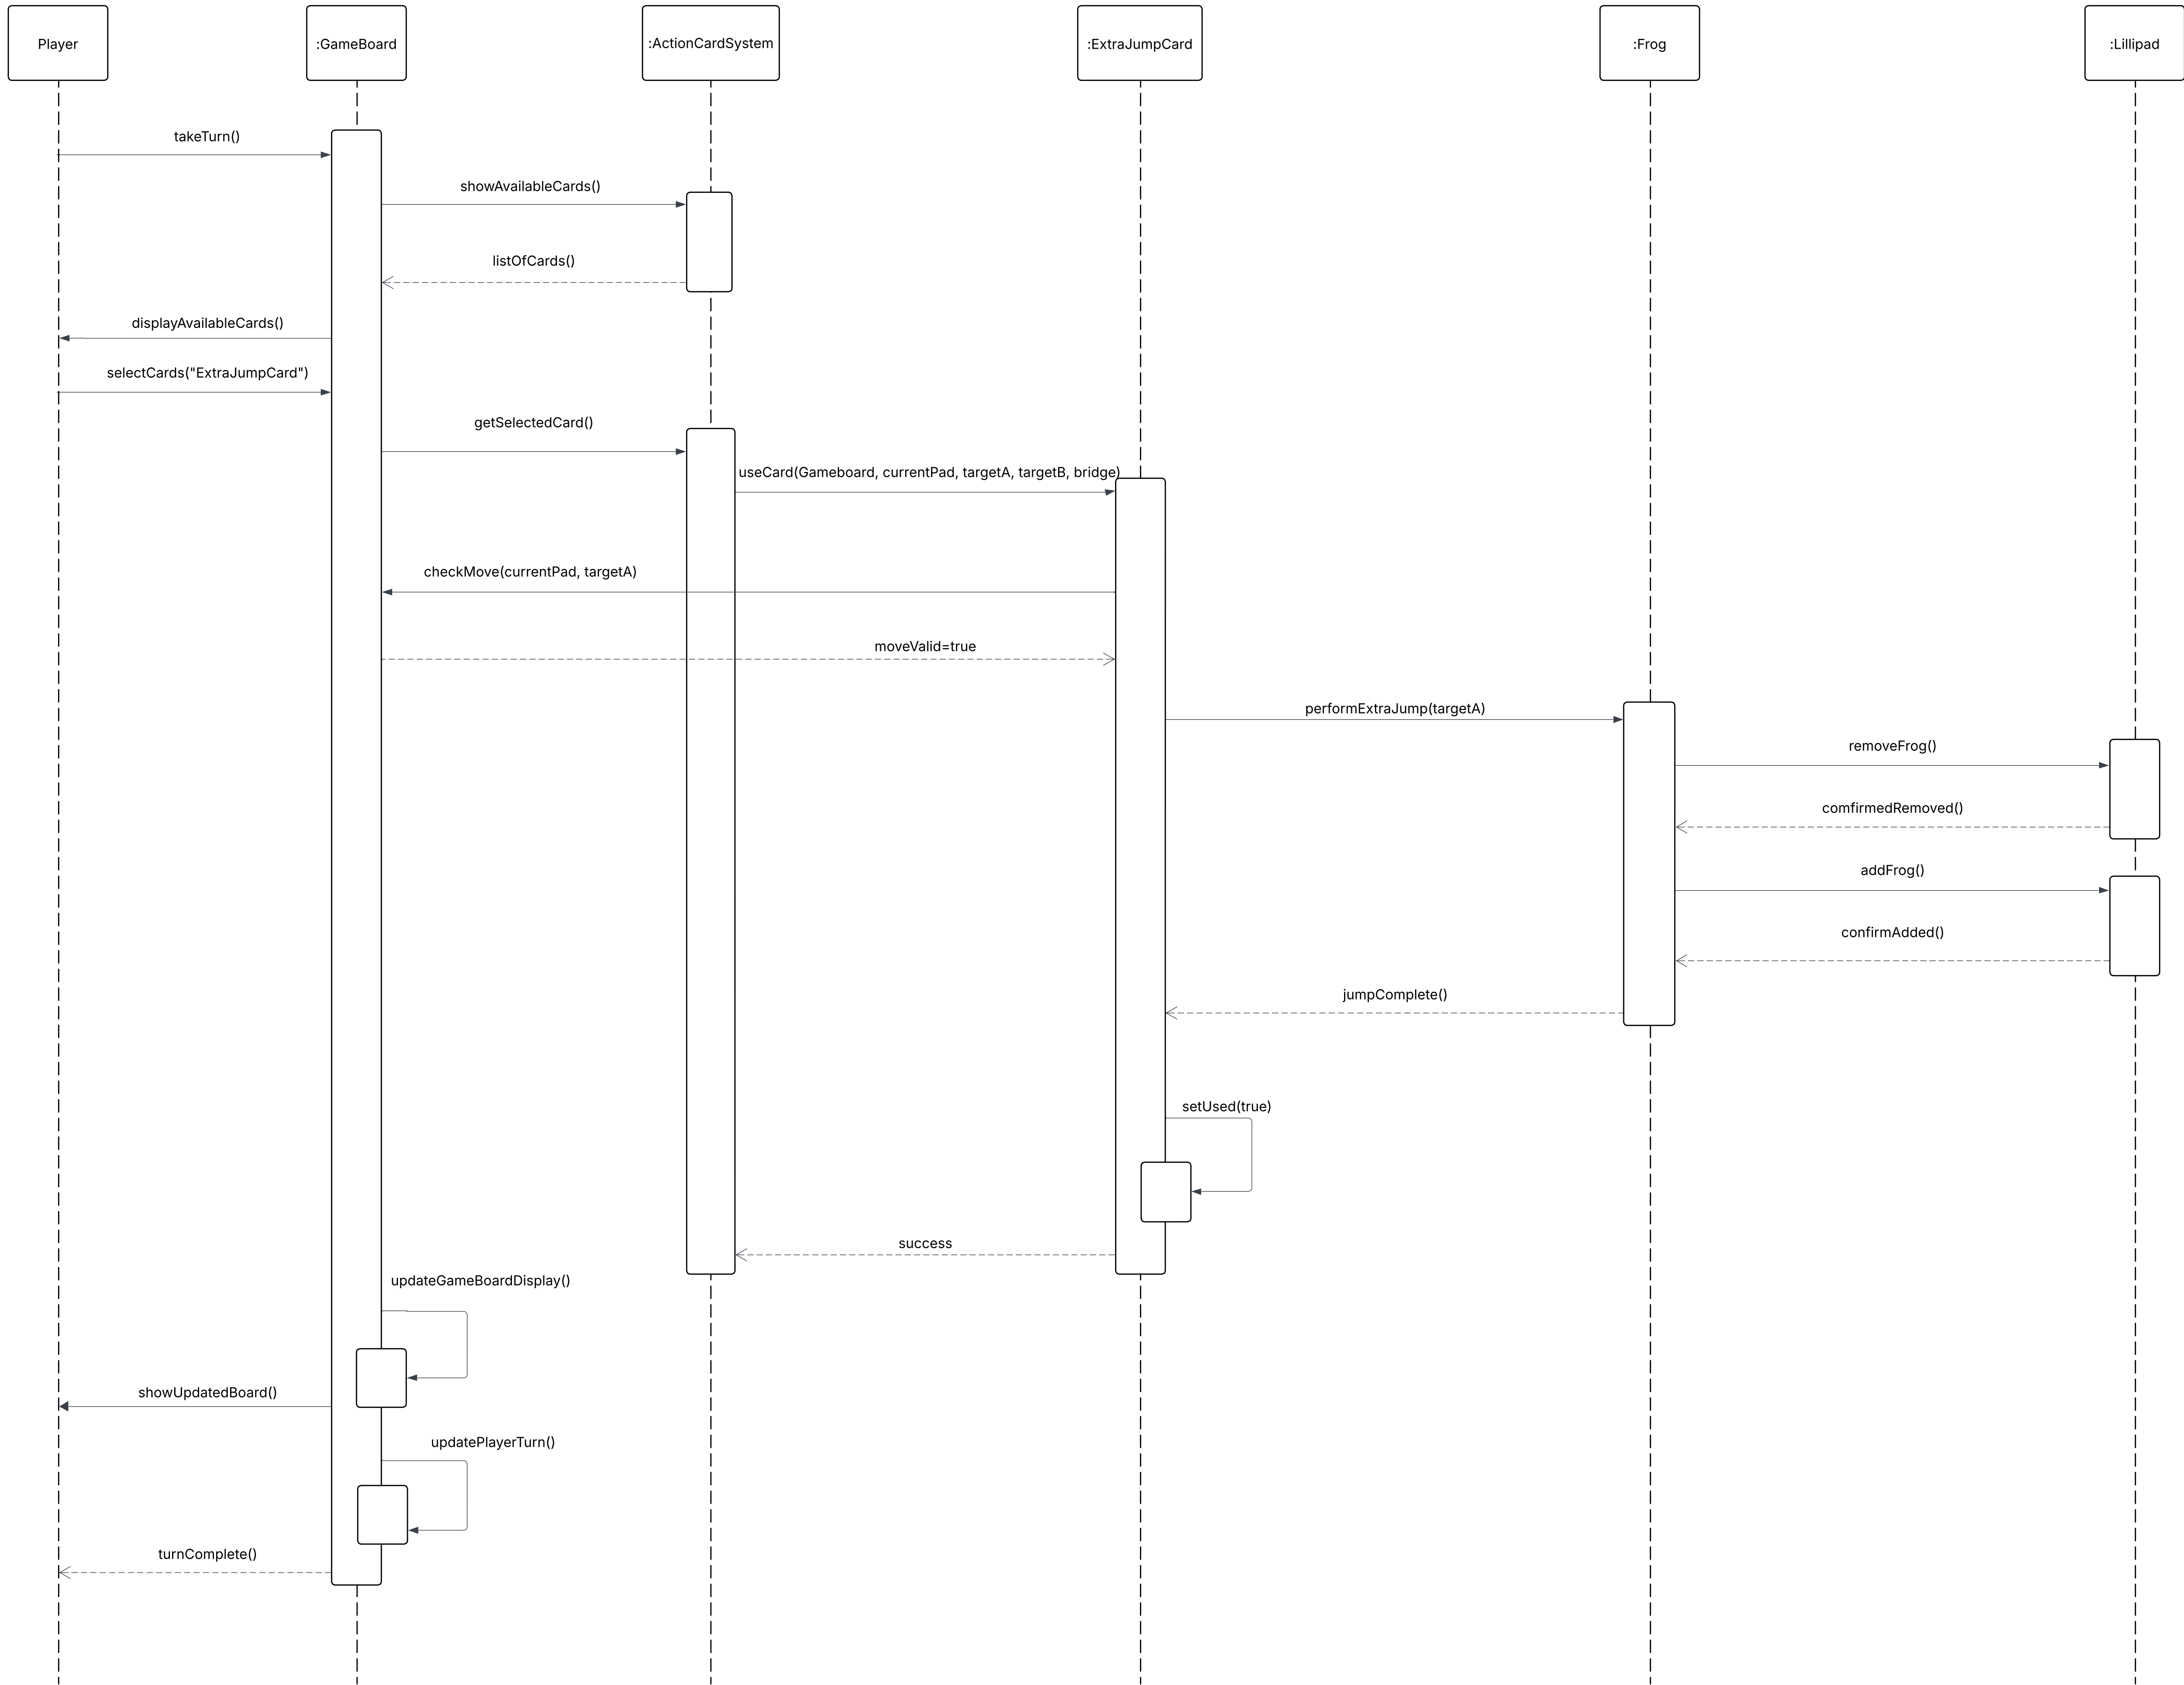 Player
:GameBoard
:ActionCardSystem
:ExtraJumpCard
:Frog
:Lillipad
takeTurn()
showAvailableCards()
listOfCards()
displayAvailableCards()
selectCards("ExtraJumpCard")
getSelectedCard()
useCard(Gameboard, currentPad, targetA, targetB, bridge)
checkMove(currentPad, targetA)
moveValid=true
performExtraJump(targetA)
removeFrog()
comfirmedRemoved()
addFrog()
confirmAdded()
jumpComplete()
setUsed(true)
success
updateGameBoardDisplay()
showUpdatedBoard()
updatePlayerTurn()
turnComplete()